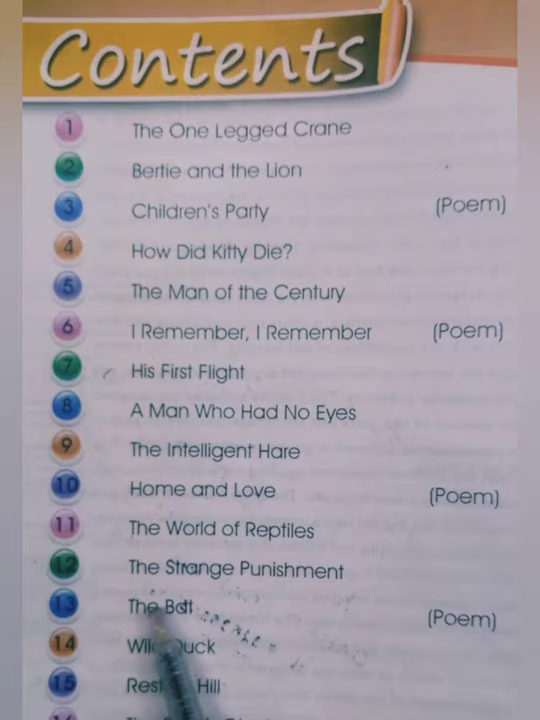 Contents
1 The One Legged Crane
2 Bertie and the Lion
3 Children's Party (Poem)
4 How Did Kitty Die?
5 The Man of the Century
6 I Remember, I Remember (Poem)
7 His First Flight
8 A Man Who Had No Eyes
9 The Intelligent Hare
10 Home and Love (Poem)
11 The World of Reptiles
12 The Strange Punishment
13 The Bat (Poem)
14 Duck
15 Hill